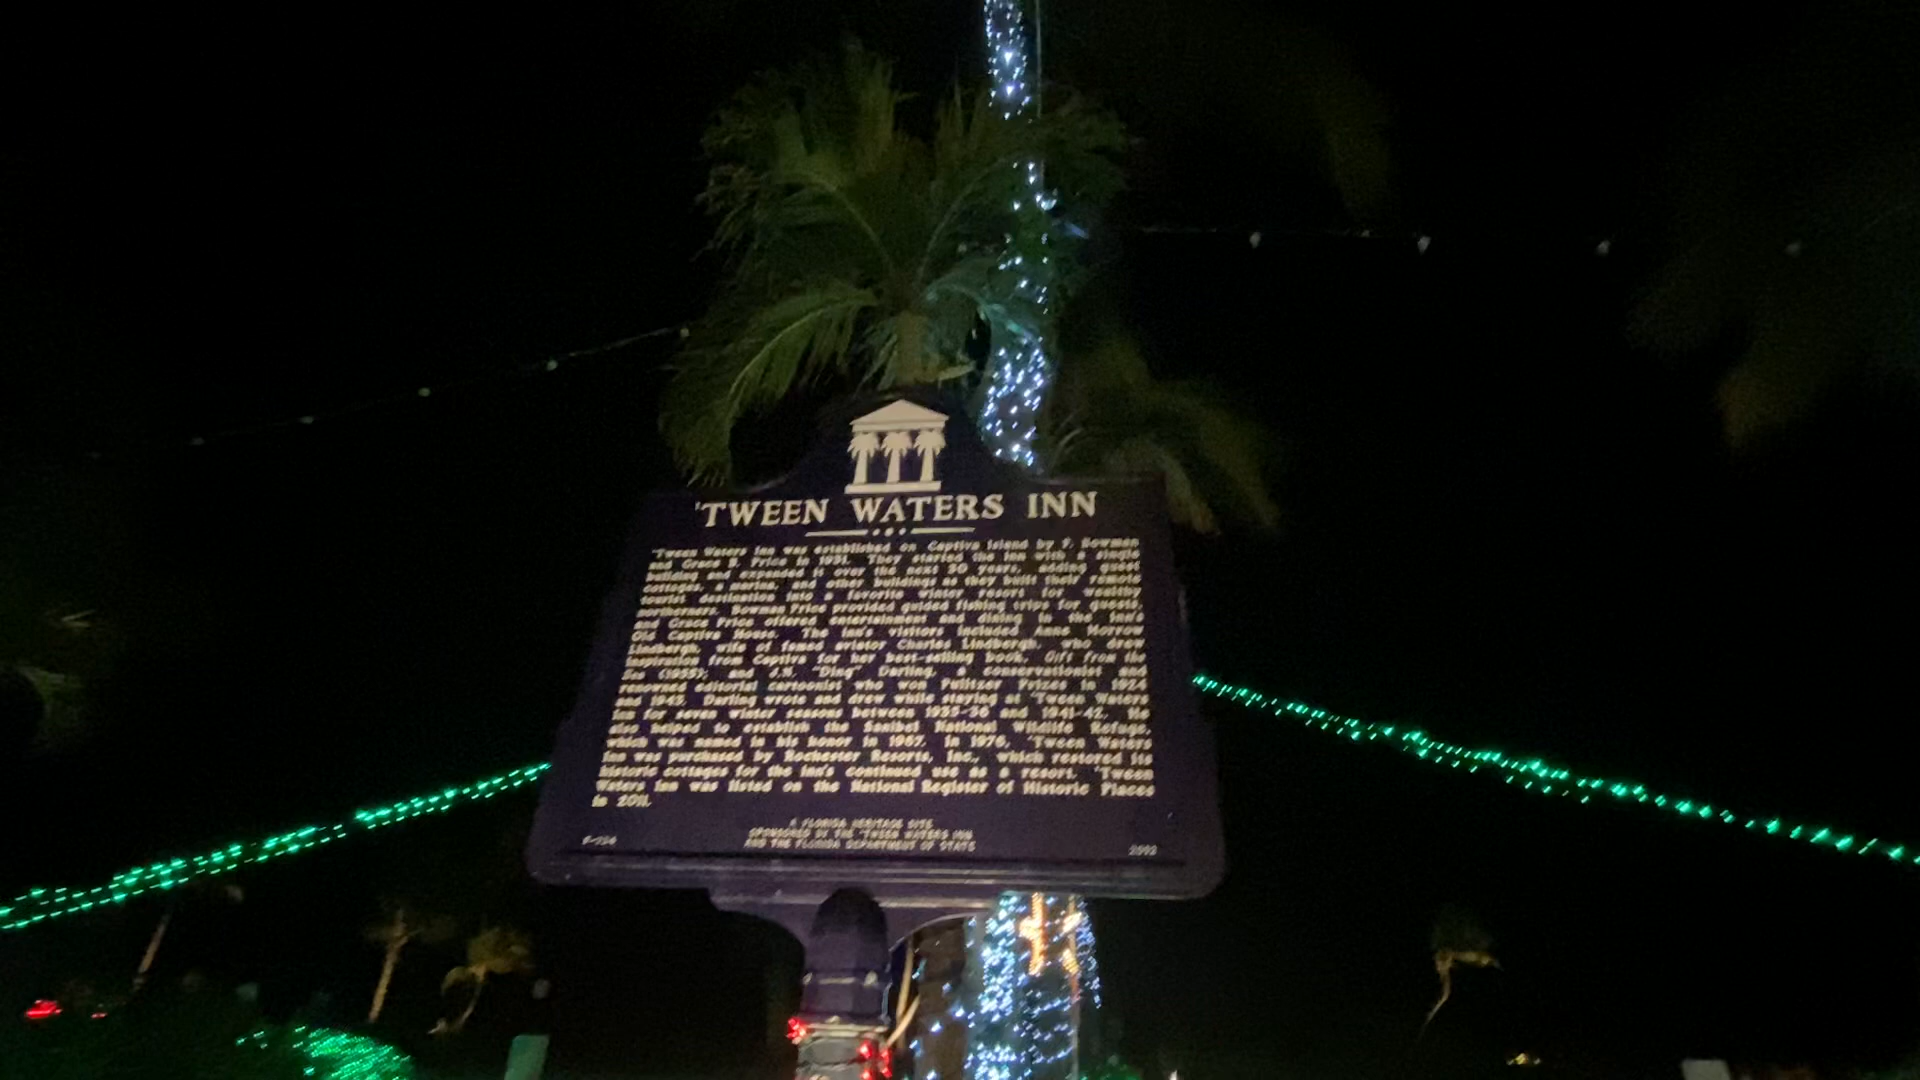 'TWEEN WATERS INN
'Tween Waters Inn was established on Captiva Island by F. Bowman
and Grace B. Price in 1931. They started the inn with a single
building and expanded it over the next 30 years, adding guest
cottages, a marina, and other buildings as they built their remote
tourist destination into a favorite winter resort for wealthy
northerners. Bowman Price provided guided fishing trips for guests,
and Grace Price offered entertainment and dining in the inn's
Old Captiva House. The inn's visitors included Anne Morrow
Lindbergh, wife of famed aviator Charles Lindbergh, who drew
inspiration from Captiva for her best-selling book, Gift from the
Sea (1955); and J.N. "Ding" Darling, a conservationist and
renowned editorial cartoonist who won Pulitzer Prizes in 1924
and 1943. Darling wrote and drew while staying at 'Tween Waters
Inn for seven winter seasons between 1935-38 and 1941-42. He
also helped to establish the Sanibel National Wildlife Refuge,
which was named in his honor in 1967. In 1976, 'Tween Waters
Inn was purchased by Rochester Resorts, Inc., which restored its
historic cottages for the inn's continued use as a resort. 'Tween
Waters Inn was listed on the National Register of Historic Places
in 2011.
A FLORIDA HERITAGE SITE
SPONSORED BY THE 'TWEEN WATERS INN
AND THE FLORIDA DEPARTMENT OF STATE